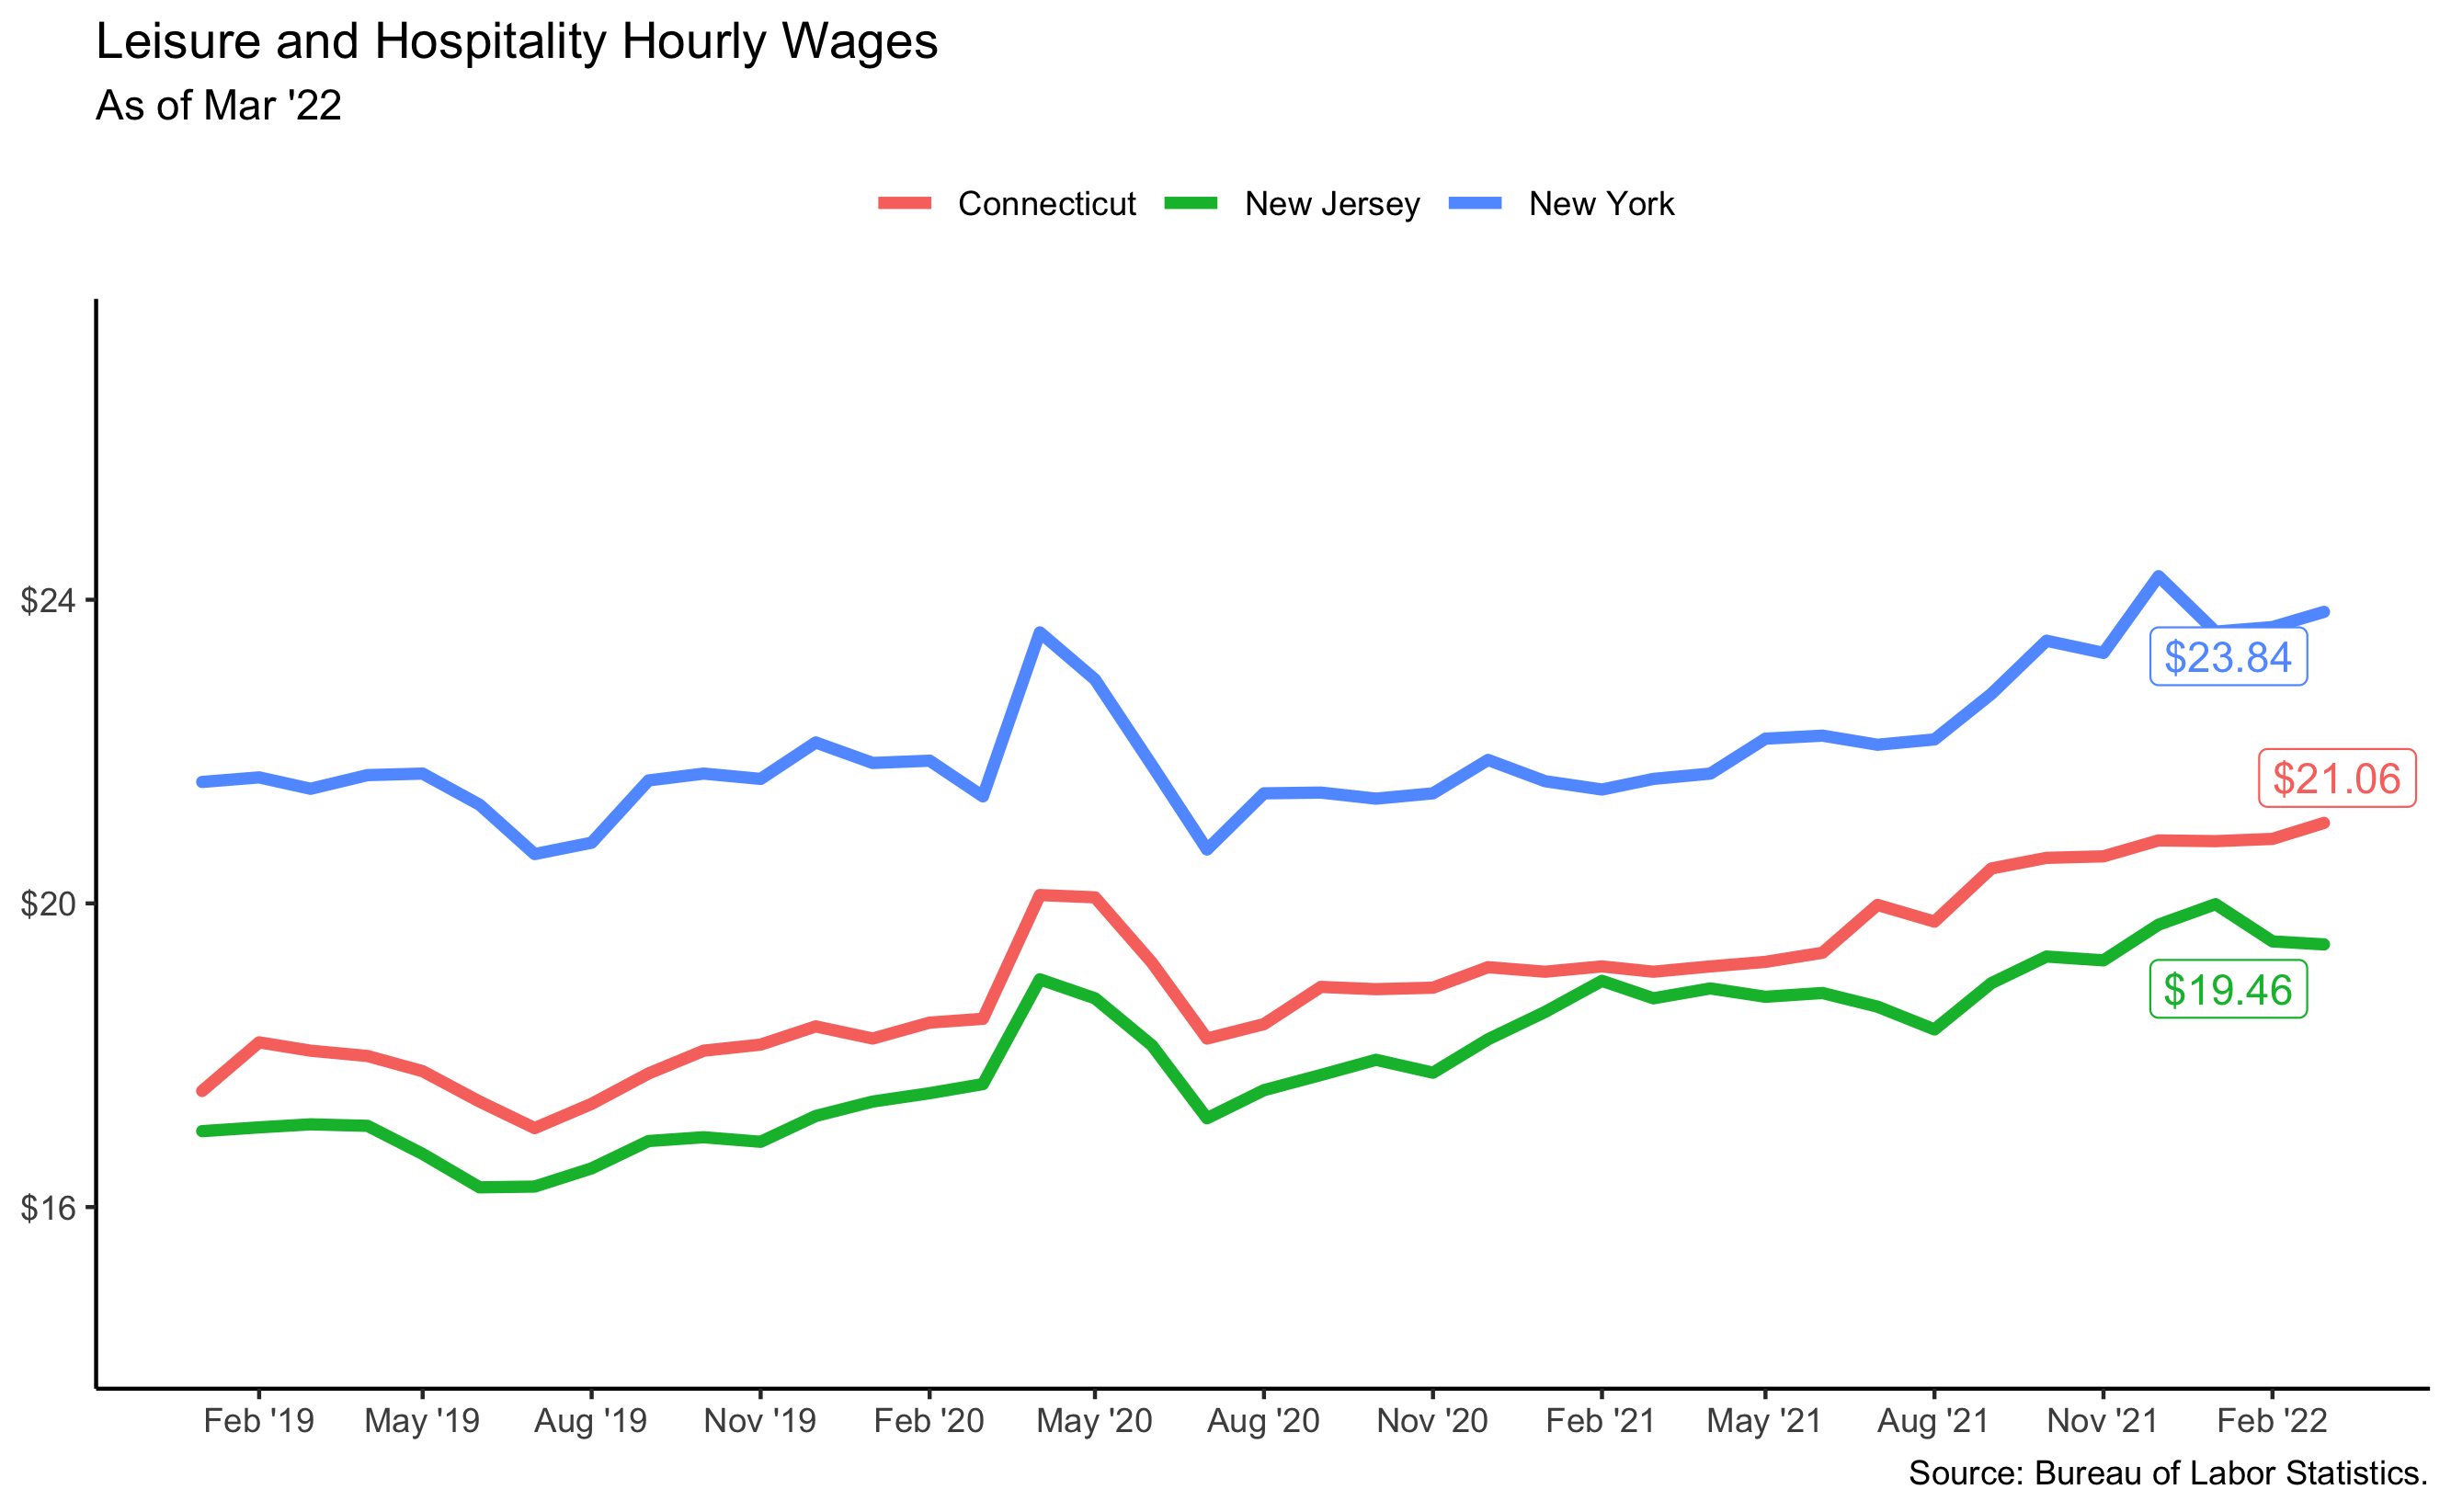 Leisure and Hospitality Hourly Wages
As of Mar '22
Connecticut New Jersey New York
$24
$20
$16
$23.84
$21.06
$19.46
Feb '19 May '19 Aug '19 Nov '19 Feb '20 May '20 Aug '20 Nov '20 Feb '21 May '21 Aug '21 Nov '21 Feb '22
Source: Bureau of Labor Statistics.